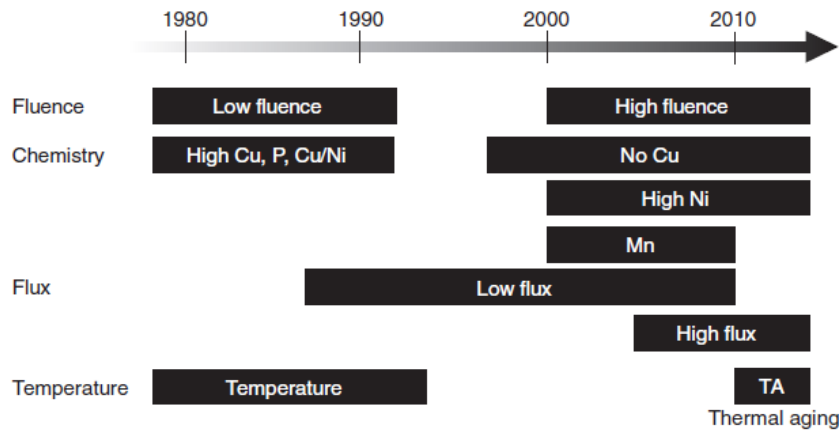 1980 1990 2000 2010
Fluence Low fluence High fluence
Chemistry High Cu, P, Cu/Ni No Cu
High Ni
Mn
Flux Low flux
High flux
Temperature Temperature TA
Thermal aging